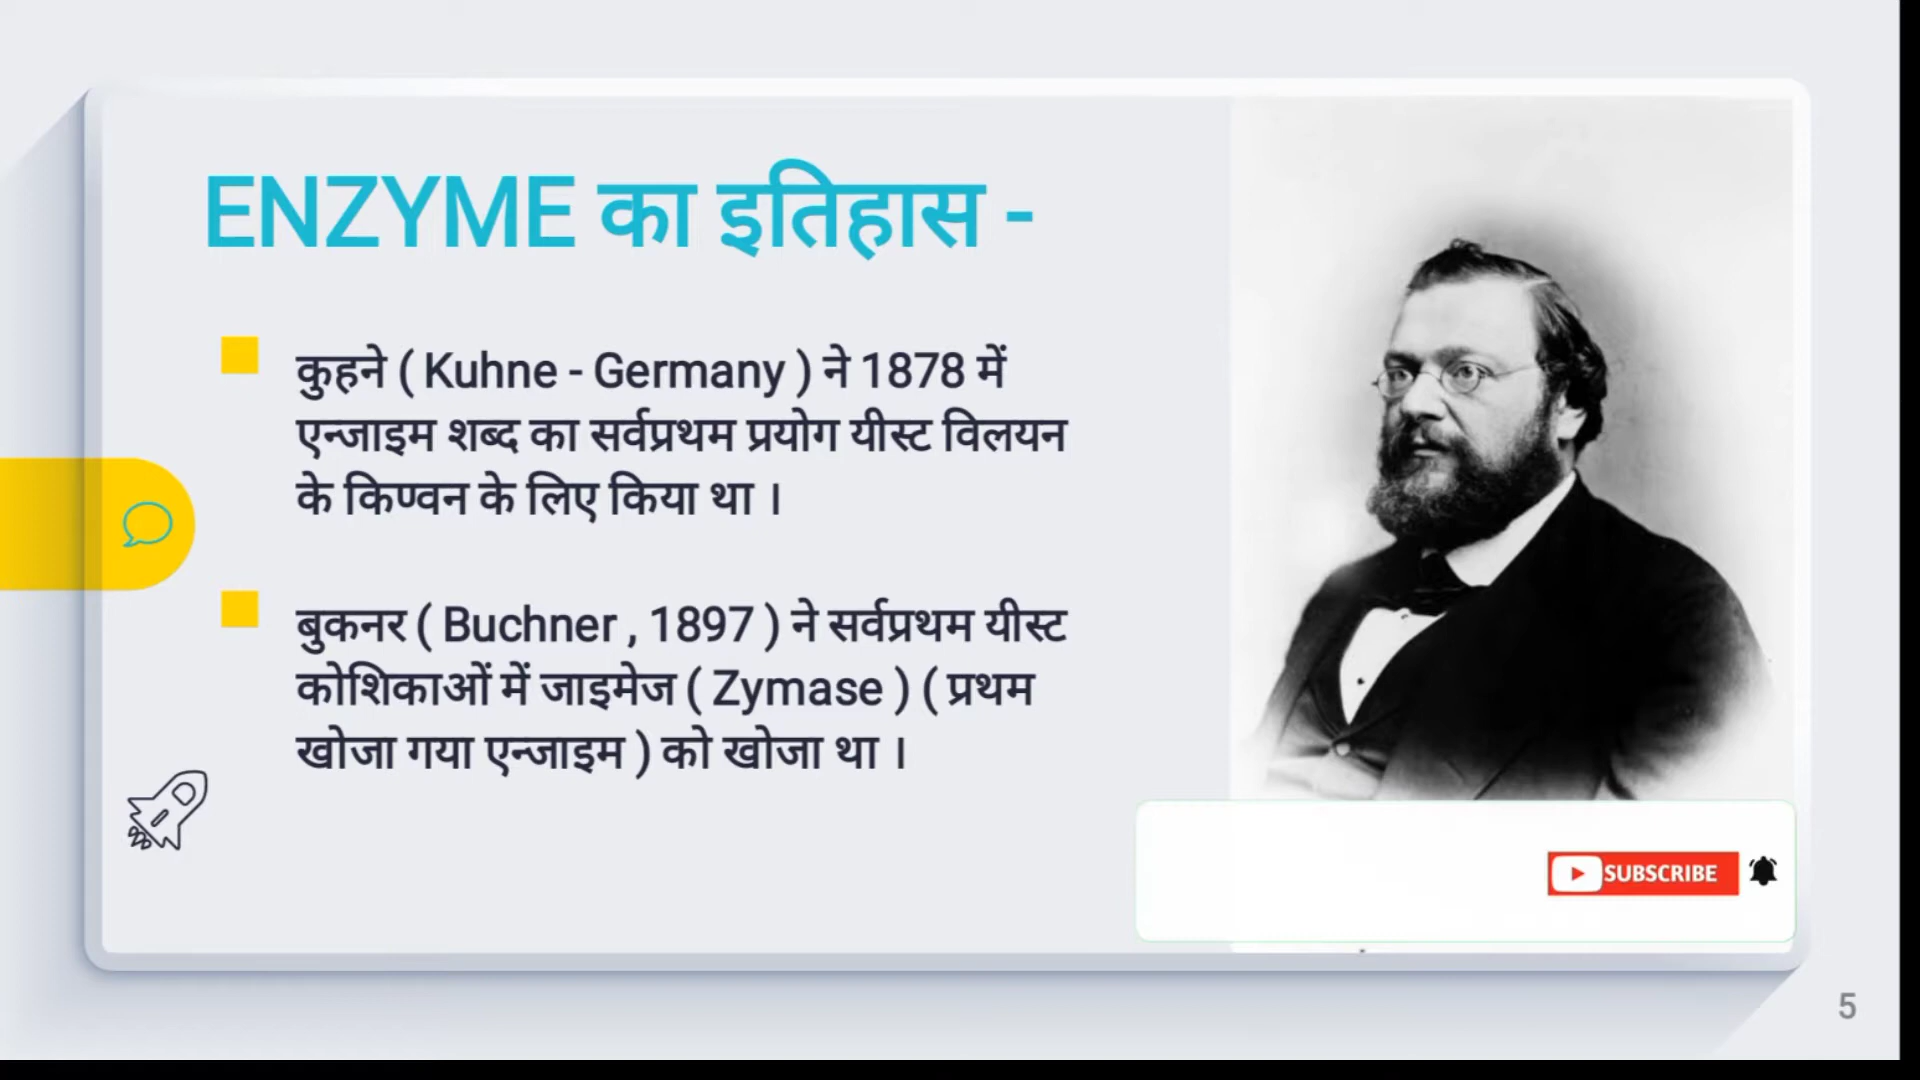 ENZYME का इतिहास -
कुहने ( Kuhne - Germany ) ने 1878 में
एन्जाइम शब्द का सर्वप्रथम प्रयोग यीस्ट विलयन
के किण्वन के लिए किया था ।
बुकनर ( Buchner , 1897 ) ने सर्वप्रथम यीस्ट
कोशिकाओं में जाइमेज ( Zymase ) ( प्रथम
खोजा गया एन्जाइम ) को खोजा था ।
SUBSCRIBE
5